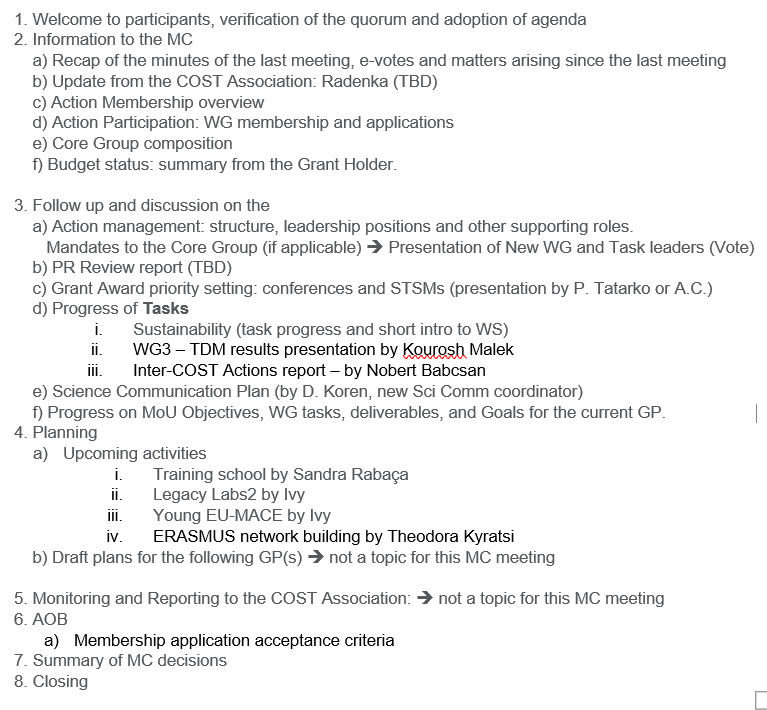 1. Welcome to participants, verification of the quorum and adoption of agenda
2. Information to the MC
a) Recap of the minutes of the last meeting, e-votes and matters arising since the last meeting
b) Update from the COST Association: Radenka (TBD)
c) Action Membership overview
d) Action Participation: WG membership and applications
e) Core Group composition
f) Budget status: summary from the Grant Holder.
3. Follow up and discussion on the
a) Action management: structure, leadership positions and other supporting roles.
Mandates to the Core Group (if applicable) ➔ Presentation of New WG and Task leaders (Vote)
b) PR Review report (TBD)
c) Grant Award priority setting: conferences and STSMs (presentation by P. Tatarko or A.C.)
d) Progress of Tasks
i. Sustainability (task progress and short intro to WS)
ii. WG3 – TDM results presentation by Kourosh Malek
iii. Inter-COST Actions report – by Nobert Babcsan
e) Science Communication Plan (by D. Koren, new Sci Comm coordinator)
f) Progress on MoU Objectives, WG tasks, deliverables, and Goals for the current GP.
4. Planning
a) Upcoming activities
i. Training school by Sandra Rabaça
ii. Legacy Labs2 by Ivy
iii. Young EU-MACE by Ivy
iv. ERASMUS network building by Theodora Kyratsi
b) Draft plans for the following GP(s) ➔ not a topic for this MC meeting
5. Monitoring and Reporting to the COST Association: ➔ not a topic for this MC meeting
6. AOB
a) Membership application acceptance criteria
7. Summary of MC decisions
8. Closing